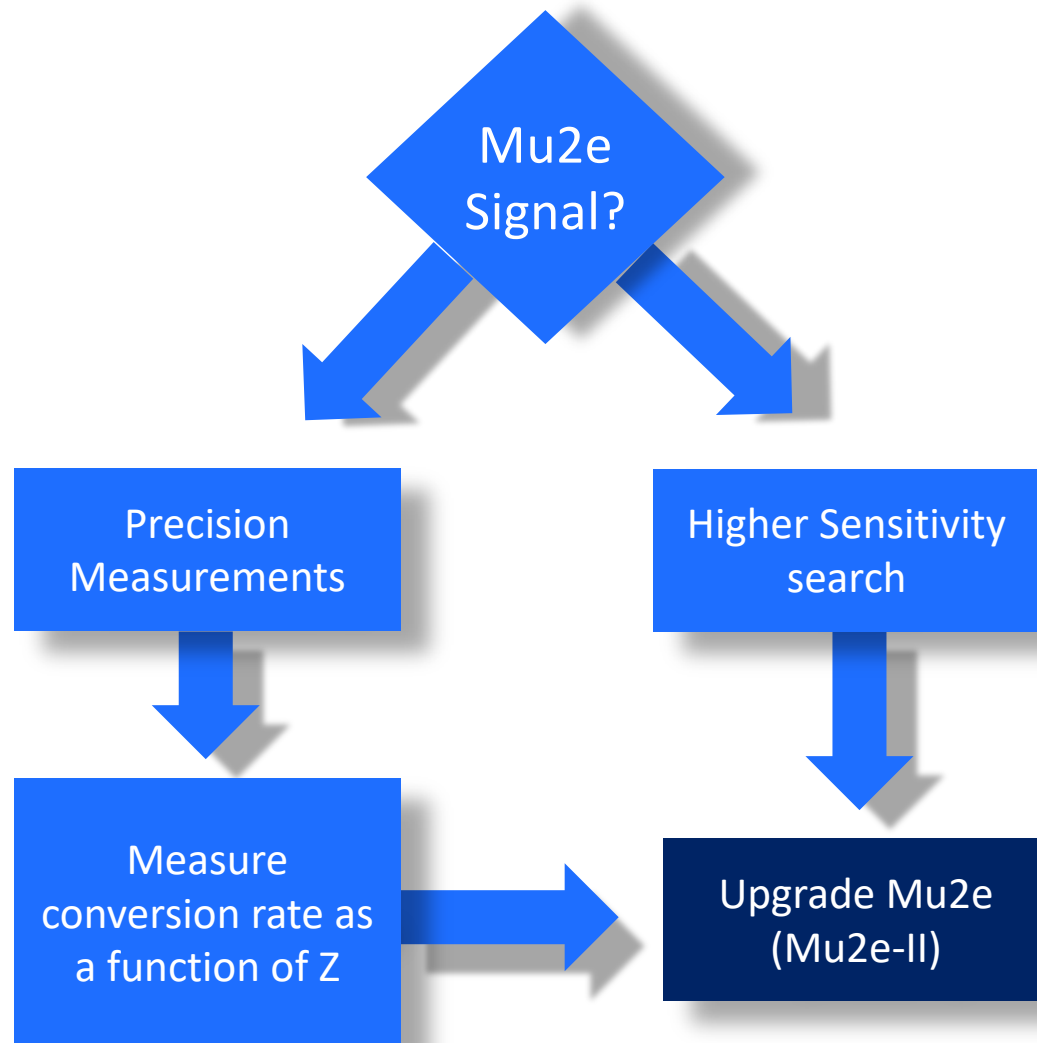 Mu2e
Signal?
Precision
Measurements
Higher Sensitivity
search
Measure
conversion rate as
a function of Z
Upgrade Mu2e
(Mu2e-II)